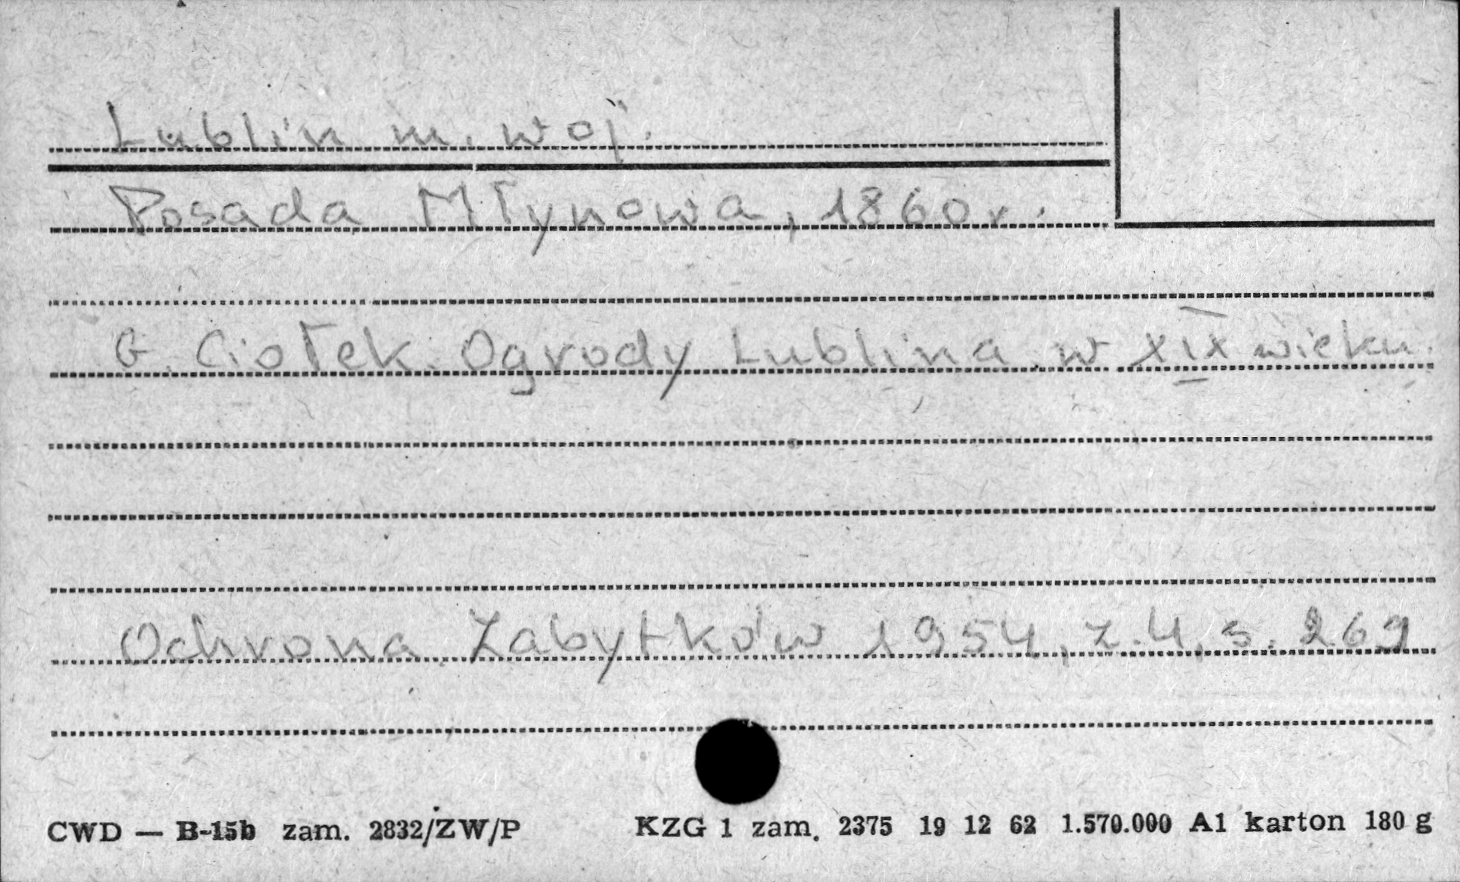 Lublin m. woj.
Posada Młynowa, 1860 r.
G. Ciołek. Ogrody Lublina w XIX wieku.
Ochrona Zabytków 1954, z. 4, s. 269
CWD — B-15b zam. 2832/ZW/P KZG 1 zam. 2375 19 12 62 1.570.000 A1 karton 180 g